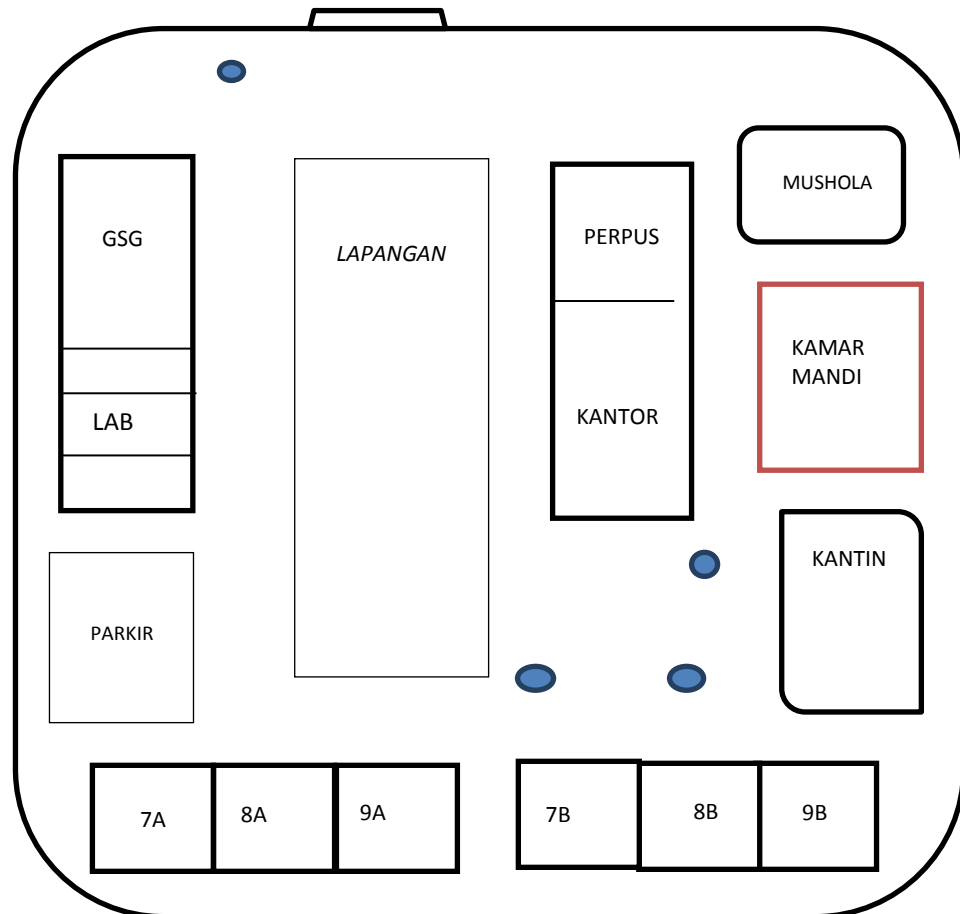 MUSHOLA
GSG
LAPANGAN
PERPUS
KAMAR
MANDI
LAB
KANTOR
KANTIN
PARKIR
7A
8A
9A
7B
8B
9B